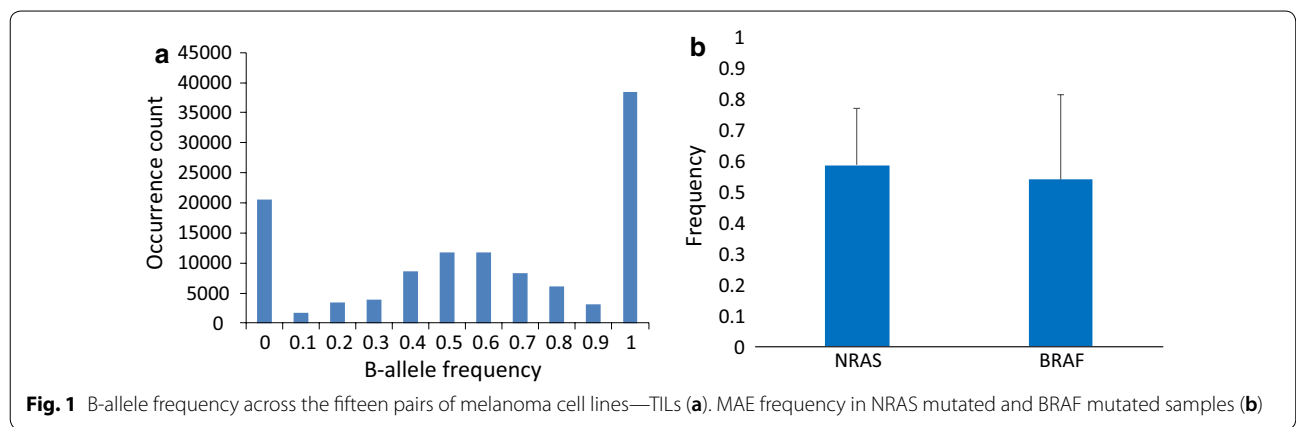 a
45000
40000
35000
30000
25000
20000
15000
10000
5000
0
Occurrence count
0 0.1 0.2 0.3 0.4 0.5 0.6 0.7 0.8 0.9 1
B-allele frequency
b
1
0.9
0.8
0.7
0.6
0.5
0.4
0.3
0.2
0.1
0
Frequency
NRAS BRAF
Fig. 1 B-allele frequency across the fifteen pairs of melanoma cell lines—TILs (a). MAE frequency in NRAS mutated and BRAF mutated samples (b)